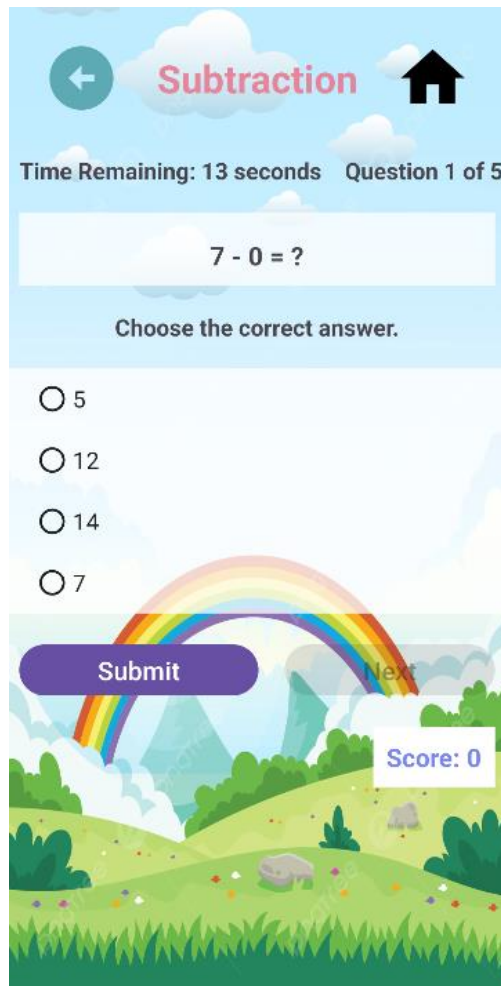 Subtraction
Time Remaining: 13 seconds Question 1 of 5
7 - 0 = ?
Choose the correct answer.
5
12
14
7
Submit Next
Score: 0